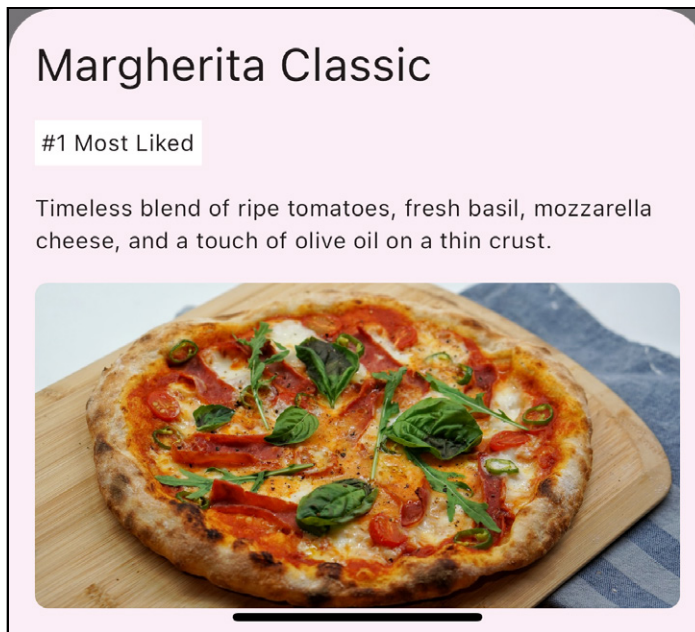 Margherita Classic
#1 Most Liked
Timeless blend of ripe tomatoes, fresh basil, mozzarella
cheese, and a touch of olive oil on a thin crust.